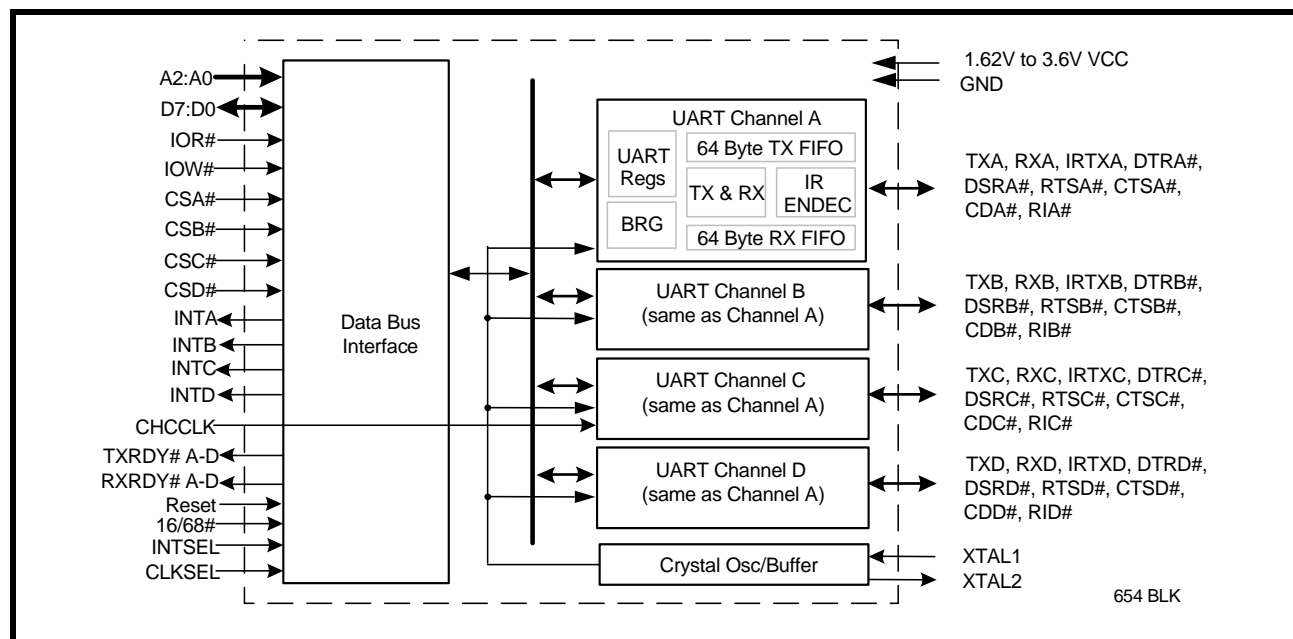 A2:A0
D7:D0
IOR#
IOW#
CSA#
CSB#
CSC#
CSD#
INTA
INTB
INTC
INTD
CHCCLK
TXRDY# A-D
RXRDY# A-D
Reset
16/68#
INTSEL
CLKSEL
Data Bus
Interface
UART Channel A
UART
Regs
BRG
64 Byte TX FIFO
TX & RX
IR
ENDEC
64 Byte RX FIFO
UART Channel B
(same as Channel A)
UART Channel C
(same as Channel A)
UART Channel D
(same as Channel A)
Crystal Osc/Buffer
1.62V to 3.6V VCC
GND
TXA, RXA, IRTXA, DTRA#,
DSRA#, RTSA#, CTSA#,
CDA#, RIA#
TXB, RXB, IRTXB, DTRB#,
DSRB#, RTSB#, CTSB#,
CDB#, RIB#
TXC, RXC, IRTXC, DTRC#,
DSRC#, RTSC#, CTSC#,
CDC#, RIC#
TXD, RXD, IRTXD, DTRD#,
DSRD#, RTSD#, CTSD#,
CDD#, RID#
XTAL1
XTAL2
654 BLK